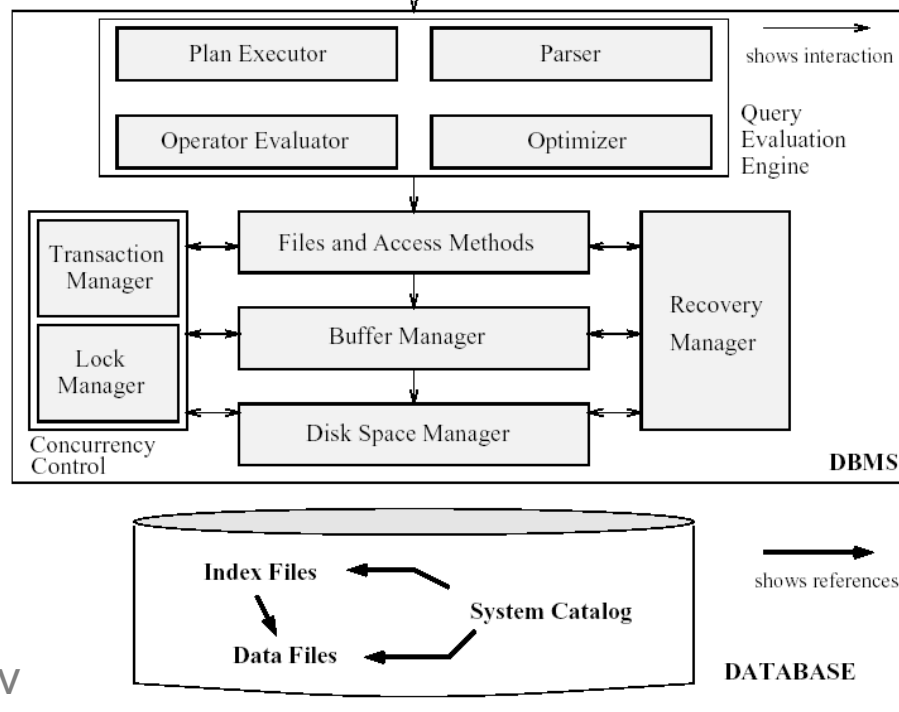 Plan Executor
Parser
shows interaction
Operator Evaluator
Optimizer
Query
Evaluation
Engine
Transaction
Manager
Files and Access Methods
Recovery
Manager
Buffer Manager
Lock
Manager
Disk Space Manager
Concurrency
Control
DBMS
Index Files
shows references
System Catalog
Data Files
DATABASE
v